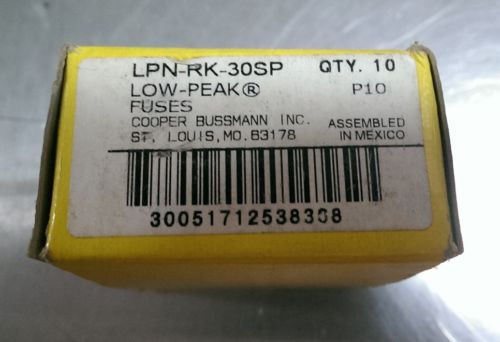 LPN-RK-30SP QTY. 10
LOW-PEAK® P10
FUSES
COOPER BUSSMANN INC. ASSEMBLED
ST. LOUIS, MO. 63178 IN MEXICO
30051712538308